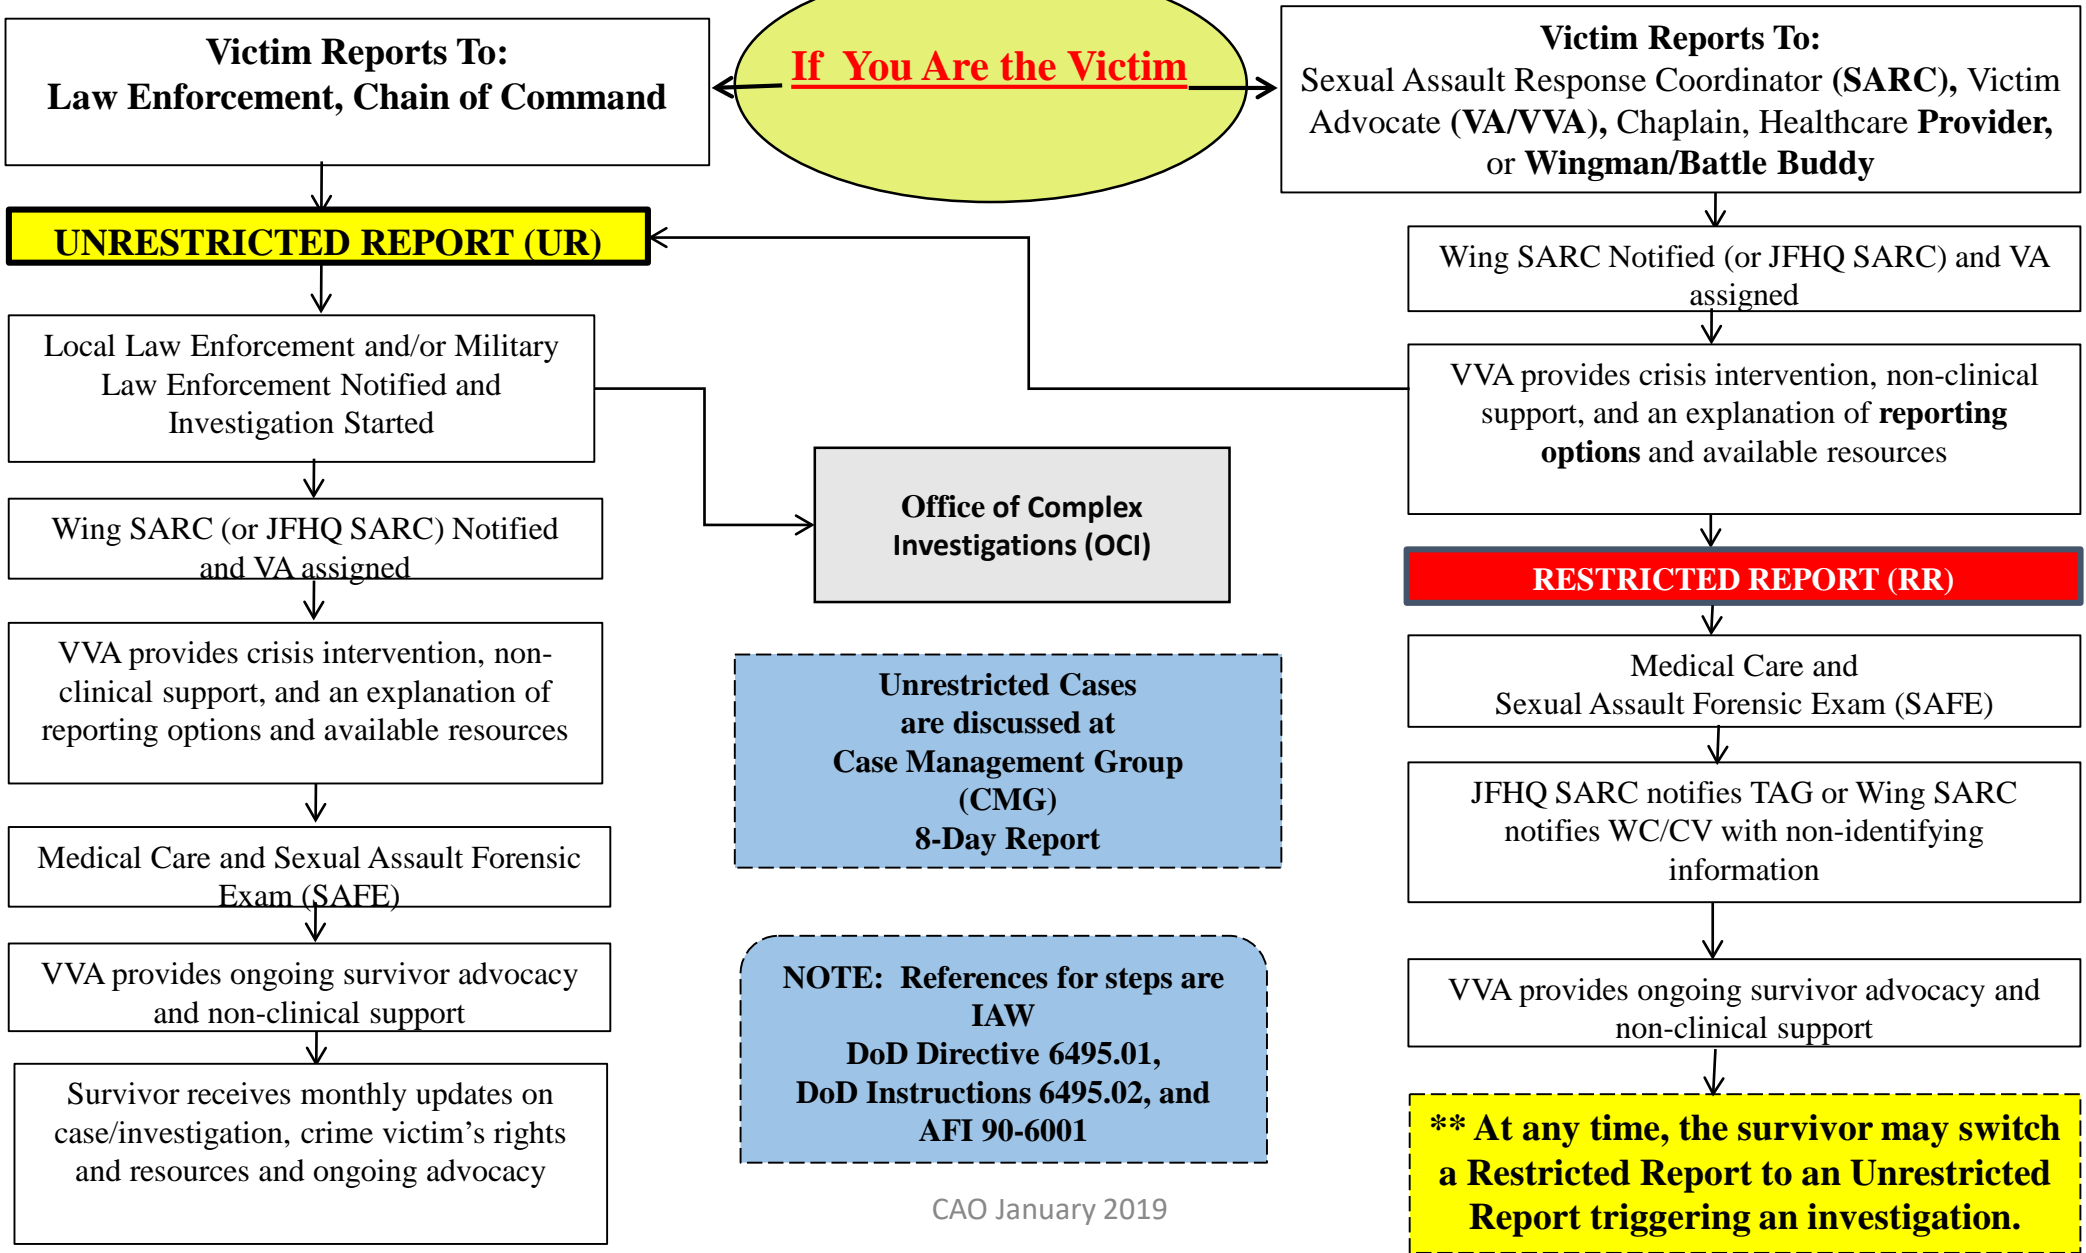 If  You Are the Victim
Victim Reports To:
Law Enforcement, Chain of Command
UNRESTRICTED REPORT (UR)
Local Law Enforcement and/or Military
Law Enforcement Notified and
Investigation Started
Wing SARC (or JFHQ SARC) Notified
and VA assigned
VVA provides crisis intervention, non-
clinical support, and an explanation of
reporting options and available resources
Medical Care and Sexual Assault Forensic
Exam (SAFE)
VVA provides ongoing survivor advocacy
and non-clinical support
Survivor receives monthly updates on
case/investigation, crime victim's rights
and resources and ongoing advocacy
Office of Complex
Investigations (OCI)
Unrestricted Cases
are discussed at
Case Management Group
(CMG)
8-Day Report
NOTE:  References for steps are
IAW
DoD Directive 6495.01,
DoD Instructions 6495.02, and
AFI 90-6001
CAO January 2019
Victim Reports To:
Sexual Assault Response Coordinator (SARC), Victim
Advocate (VA/VVA), Chaplain, Healthcare Provider,
or Wingman/Battle Buddy
Wing SARC Notified (or JFHQ SARC) and VA
assigned
VVA provides crisis intervention, non-clinical
support, and an explanation of reporting
options and available resources
RESTRICTED REPORT (RR)
Medical Care and
Sexual Assault Forensic Exam (SAFE)
JFHQ SARC notifies TAG or Wing SARC
notifies WC/CV with non-identifying
information
VVA provides ongoing survivor advocacy and
non-clinical support
** At any time, the survivor may switch
a Restricted Report to an Unrestricted
Report triggering an investigation.